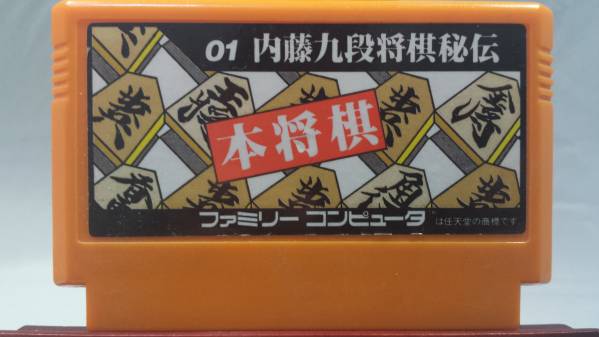 01 内藤九段将棋秘伝
本将棋
ファミリー コンピュータ は任天堂の商標です